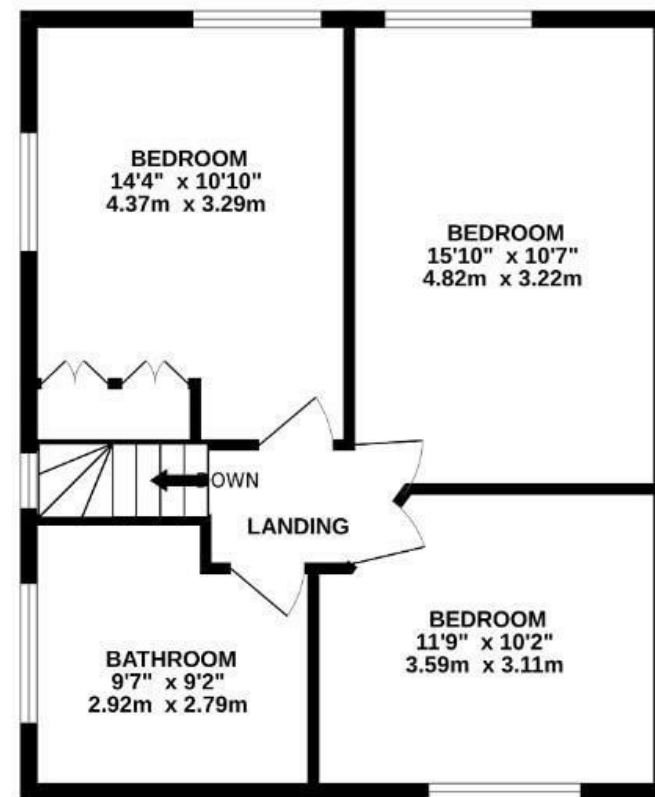 BEDROOM
14'4" x 10'10"
4.37m x 3.29m
BEDROOM
15'10" x 10'7"
4.82m x 3.22m
DOWN
LANDING
BEDROOM
11'9" x 10'2"
3.59m x 3.11m
BATHROOM
9'7" x 9'2"
2.92m x 2.79m